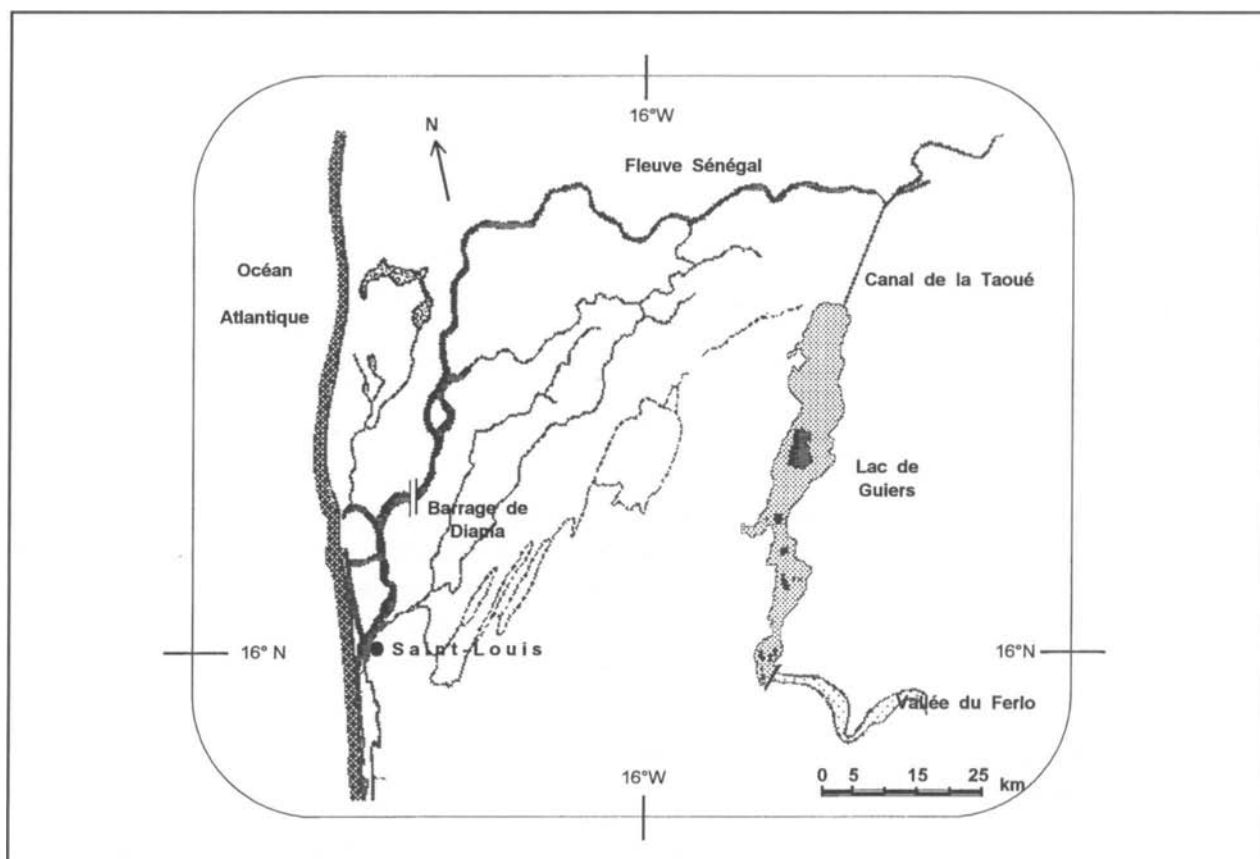 16°W
N
Fleuve Sénégal
Océan
Atlantique
Canal de la Taoué
Lac de
Guiers
Barrage de
Diama
16° N
Saint-Louis
16°N
Vallée du Ferlo
16°W
0 5 15 25
km